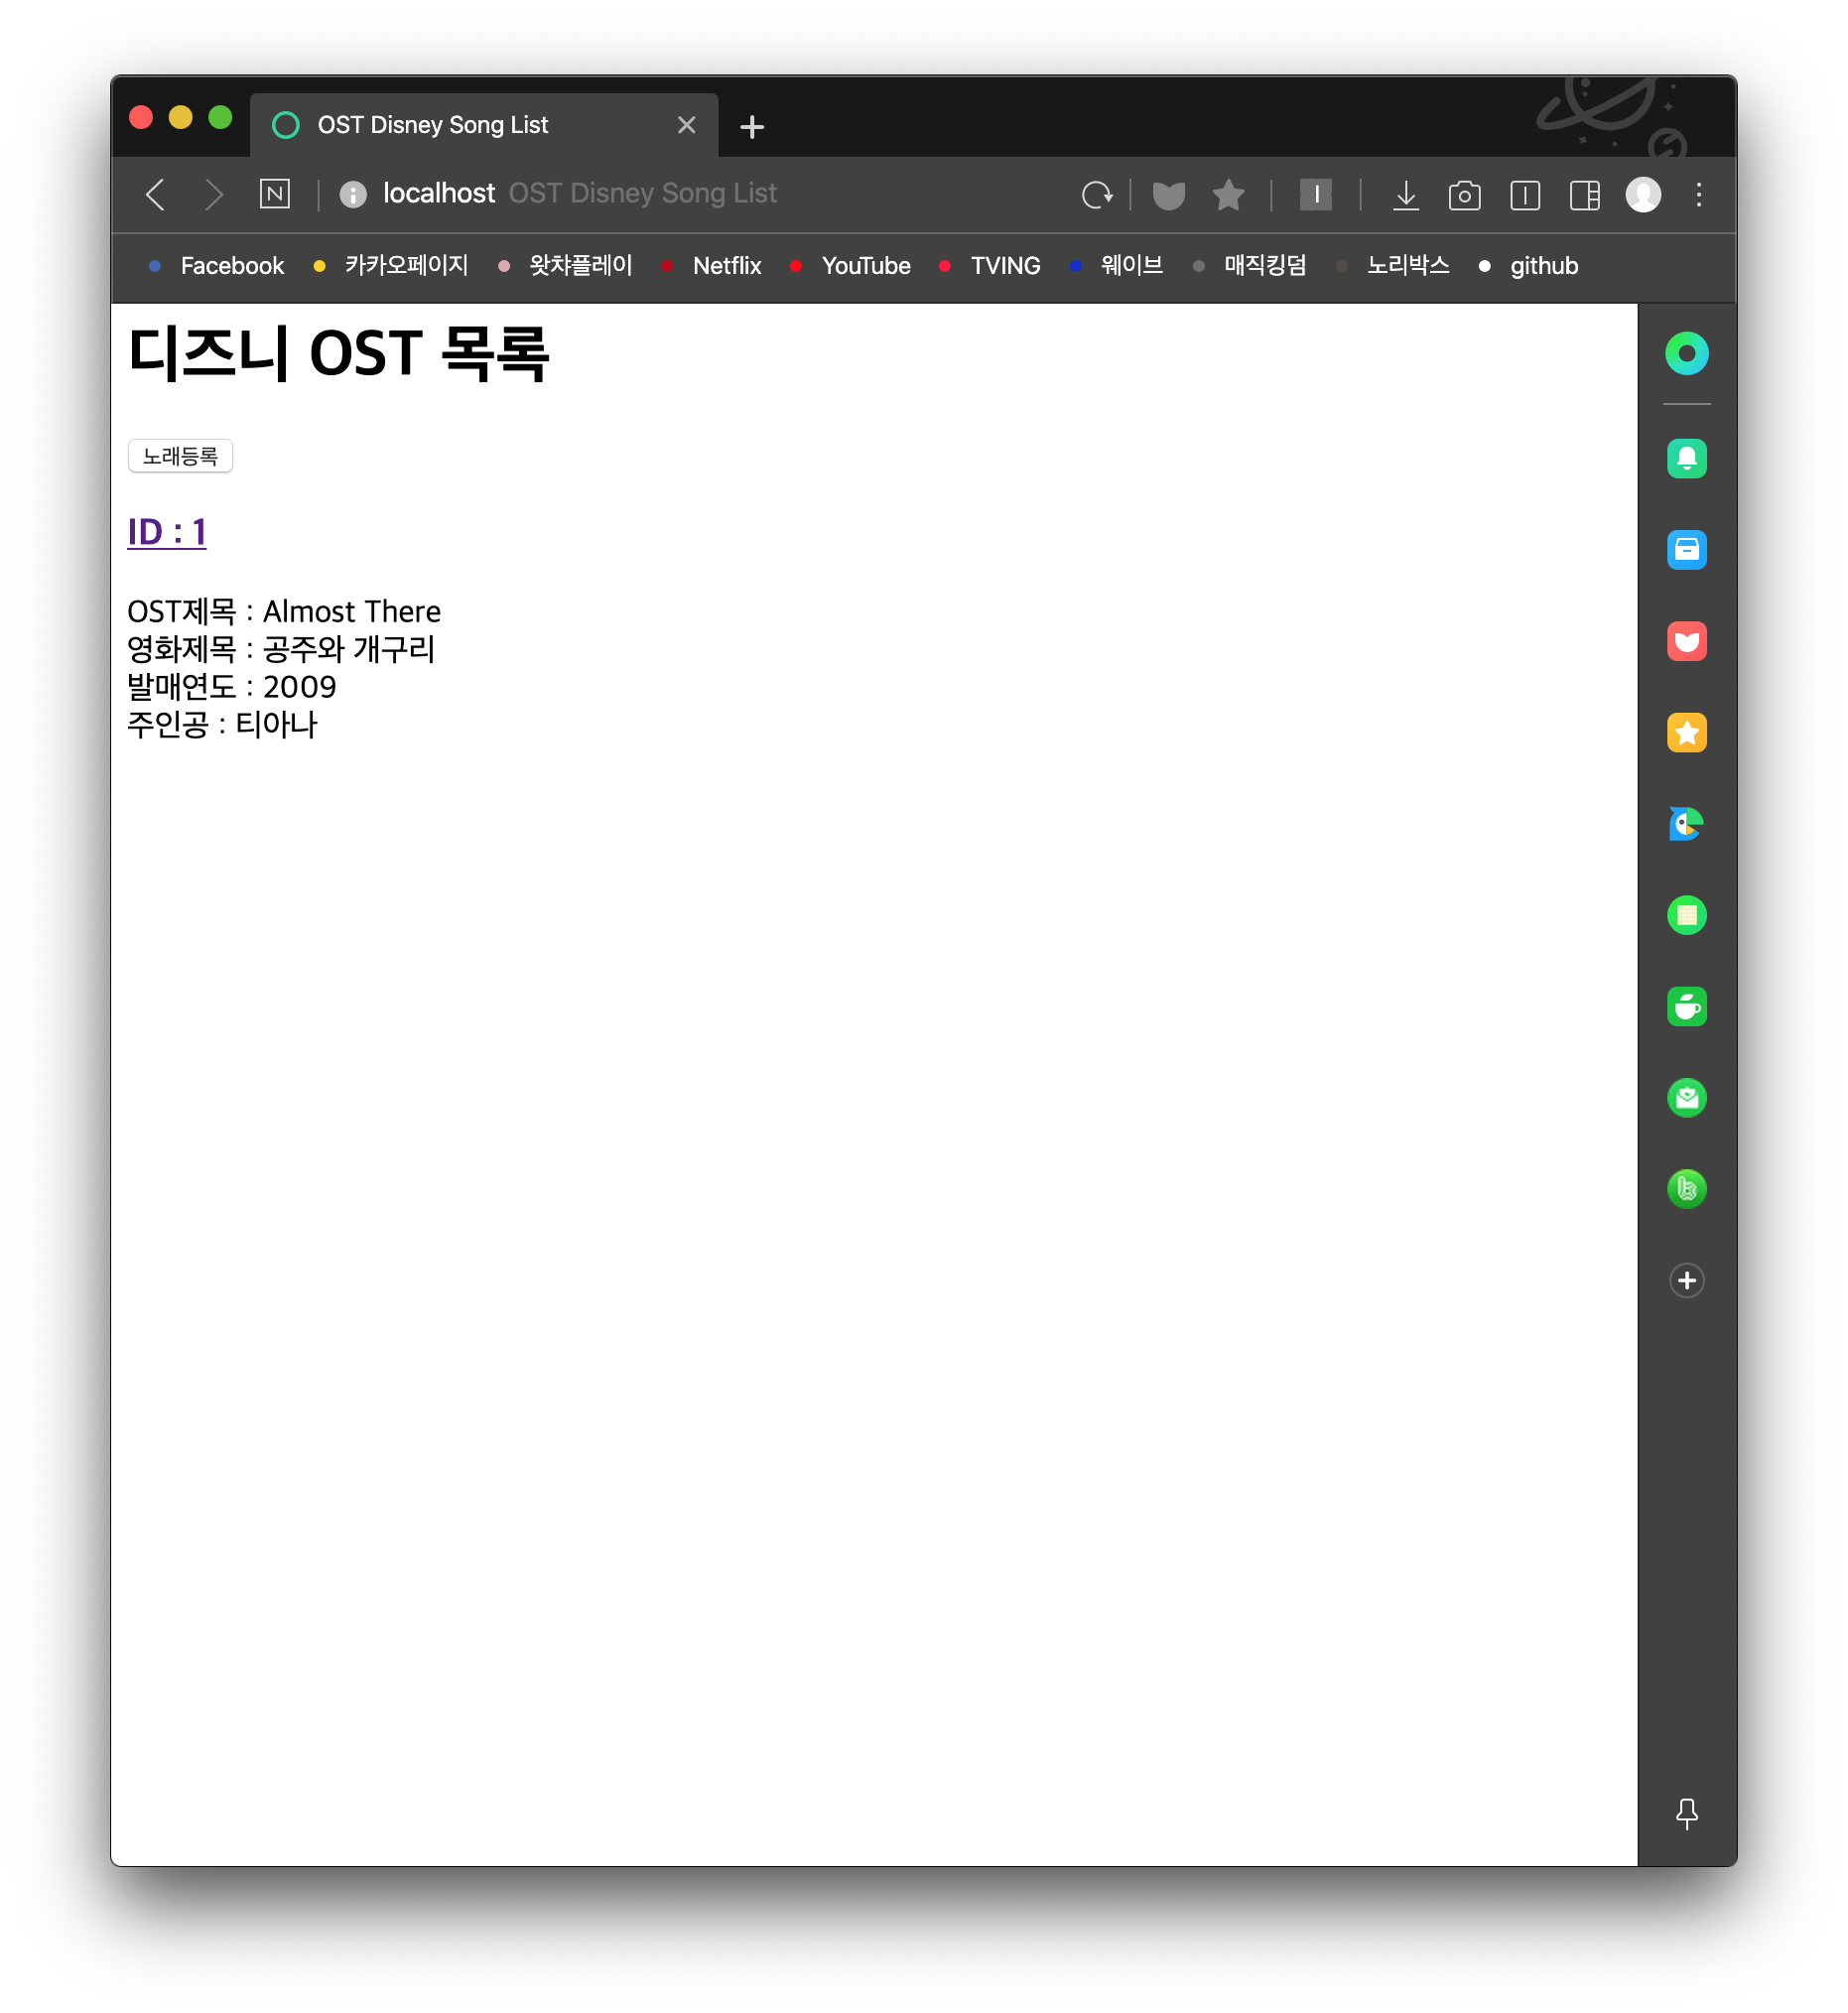 OST Disney Song List
N
localhost OST Disney Song List
Facebook 카카오페이지 왓챠플레이 Netflix YouTube TVING 웨이브 매직킹덤 노리박스 github
디즈니 OST 목록
노래등록
ID : 1
OST제목 : Almost There
영화제목 : 공주와 개구리
발매연도 : 2009
주인공 : 티아나